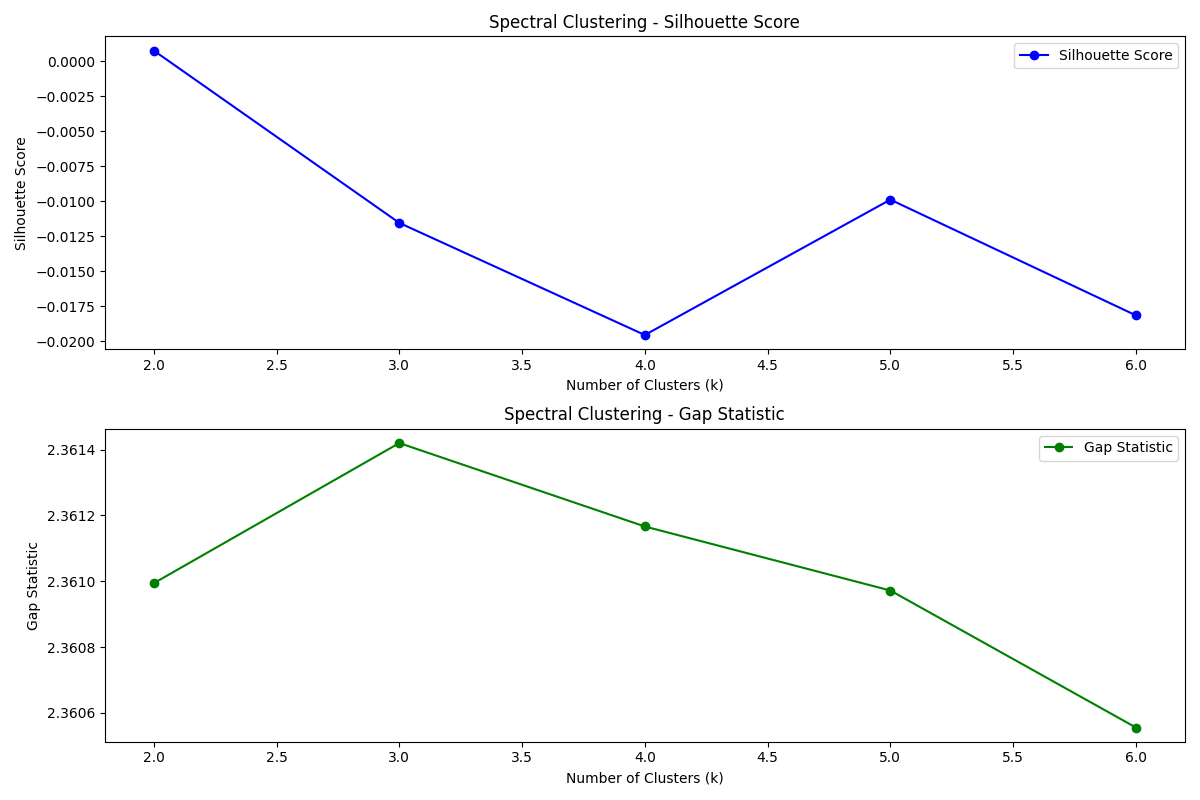 Spectral Clustering - Silhouette Score
Silhouette Score
0.0000
−0.0025
−0.0050
−0.0075
−0.0100
−0.0125
−0.0150
−0.0175
−0.0200
Silhouette Score
2.0 2.5 3.0 3.5 4.0 4.5 5.0 5.5 6.0
Number of Clusters (k)
Spectral Clustering - Gap Statistic
Gap Statistic
2.3614
2.3612
2.3610
2.3608
2.3606
Gap Statistic
2.0 2.5 3.0 3.5 4.0 4.5 5.0 5.5 6.0
Number of Clusters (k)